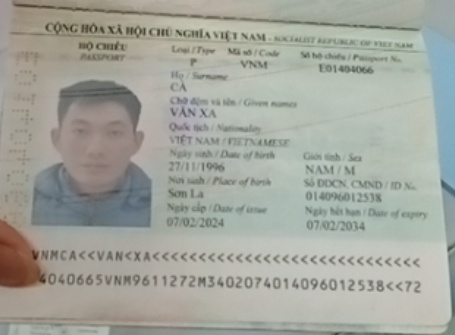 CỘNG HÒA XÃ HỘI CHỦ NGHĨA VIỆT NAM - SOCIALIST REPUBLIC OF VIET NAM
HỘ CHIẾU
PASSPORT
Loại / Type Mã số / Code Số hộ chiếu / Passport No.
P VNM E01404066
Họ / Surname
CÀ
Chữ đệm và tên / Given names
VĂN XA
Quốc tịch / Nationality
VIỆT NAM / VIETNAMESE
Ngày sinh / Date of birth Giới tính / Sex
27/11/1996 NAM / M
Nơi sinh / Place of birth Số ĐDCN, CMND / ID No.
Sơn La 014096012538
Ngày cấp / Date of issue Ngày hết hạn / Date of expiry
07/02/2024 07/02/2034
VNMCA<<VAN<XA<<<<<<<<<<<<<<<<<<<<<<<<<<<<<<
4040665VNM9611272M3402074014096012538<<72